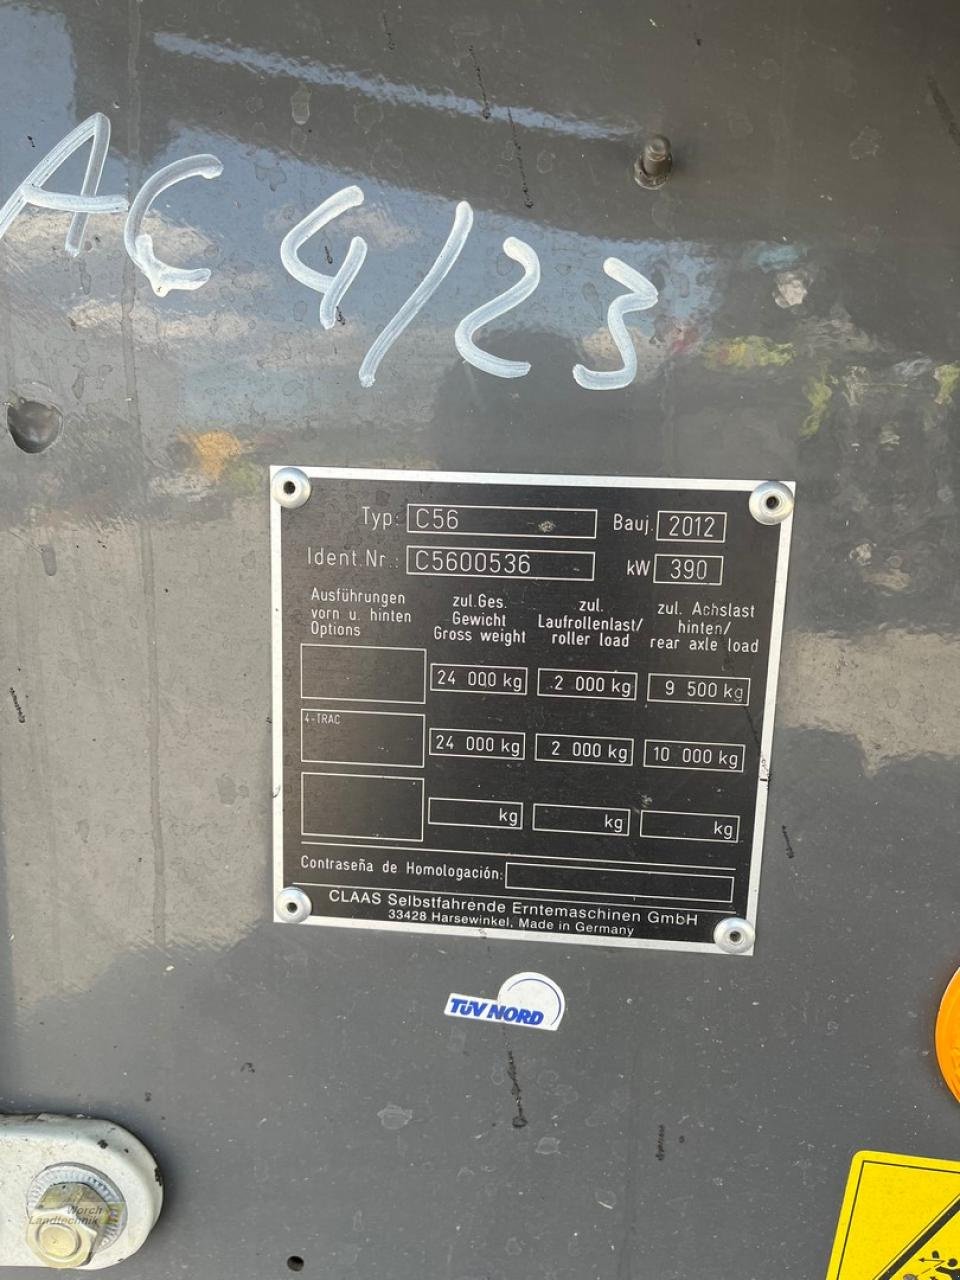 AC 4/23
Typ: C56 Bauj. 2012
Ident.Nr.: C5600536 kW 390
Ausführungen
vorn u. hinten
Options
zul.Ges.
Gewicht
Gross weight
zul.
Laufrollenlast/
roller load
zul. Achslast
hinten/
rear axle load
24 000 kg 2 000 kg 9 500 kg
4-TRAC
24 000 kg 2 000 kg 10 000 kg
kg kg kg
Contraseña de Homologación:
CLAAS Selbstfahrende Erntemaschinen GmbH
33428 Harsewinkel, Made in Germany
TÜV NORD
Worch
Landtechnik